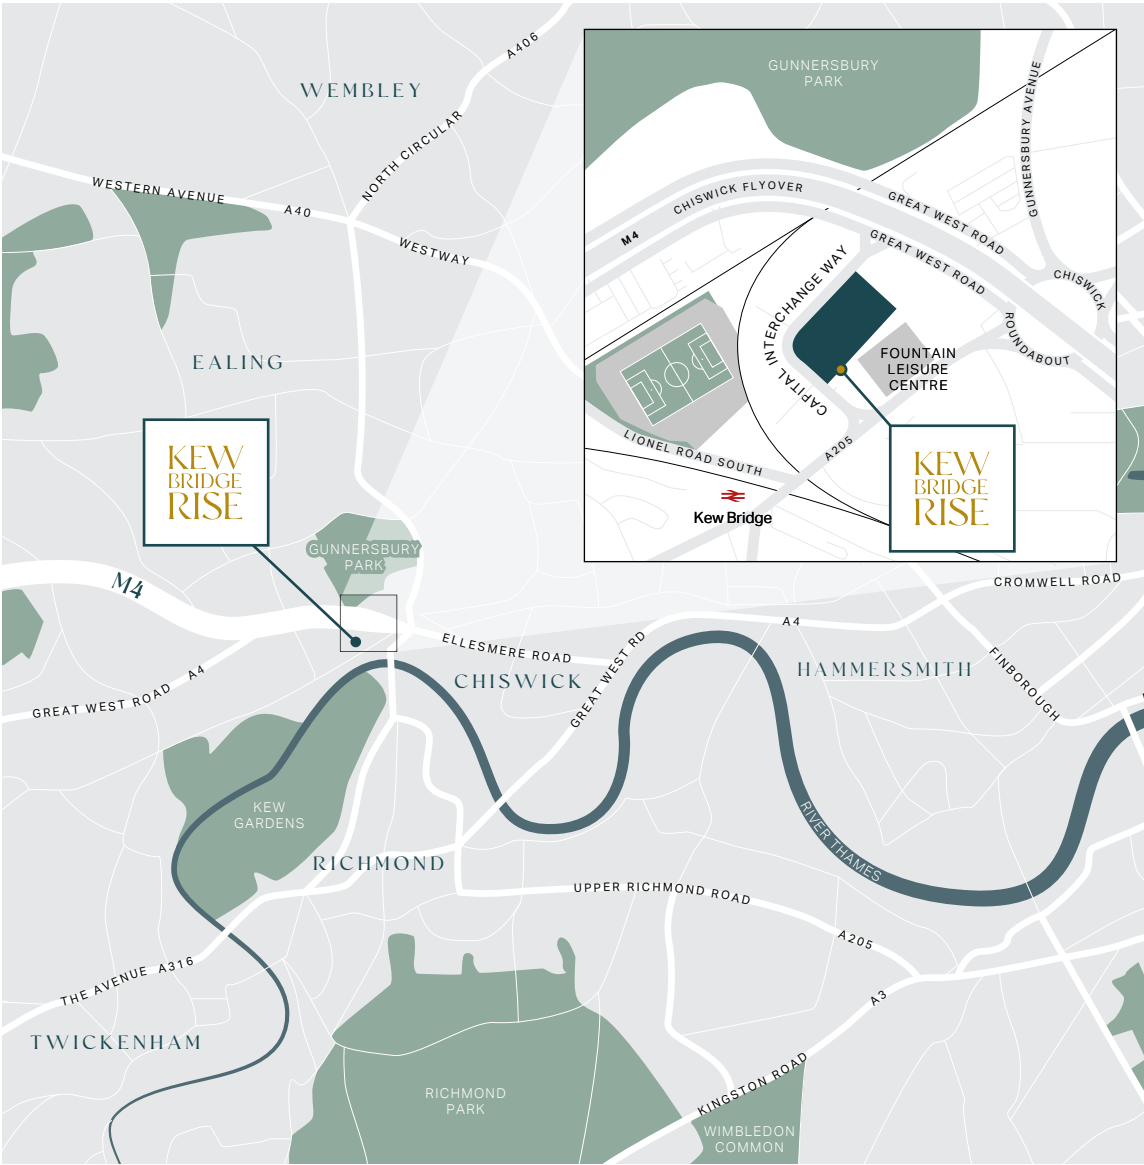 A406
WEMBLEY
NORTH CIRCULAR
WESTERN AVENUE
A40
WESTWAY
EALING
KEW
BRIDGE
RISE
GUNNERSBURY
PARK
M4
GREAT WEST ROAD
A4
ELLESMERE ROAD
CHISWICK
GREAT WEST RD
A4
HAMMERSMITH
CROMWELL ROAD
FINBOROUGH
KEW
GARDENS
RICHMOND
RIVER THAMES
UPPER RICHMOND ROAD
A205
A3
THE AVENUE
A316
TWICKENHAM
RICHMOND
PARK
KINGSTON ROAD
WIMBLEDON
COMMON
GUNNERSBURY
PARK
GUNNERSBURY AVENUE
CHISWICK FLYOVER
M4
GREAT WEST ROAD
GREAT WEST ROAD
CHISWICK
ROUNDABOUT
CAPITAL INTERCHANGE WAY
FOUNTAIN
LEISURE
CENTRE
A205
LIONEL ROAD SOUTH
Kew Bridge
KEW
BRIDGE
RISE